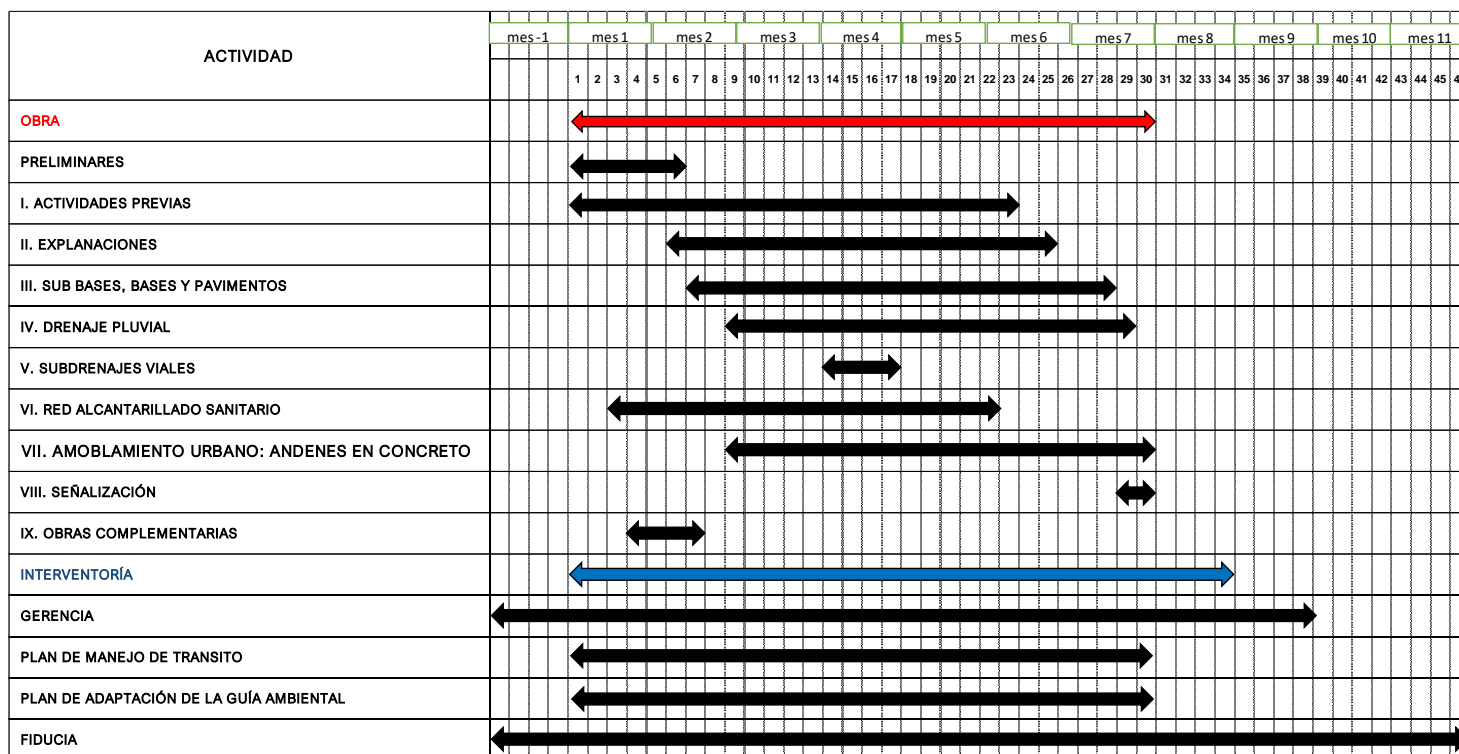 ACTIVIDAD
mes -1 mes 1 mes 2 mes 3 mes 4 mes 5 mes 6 mes 7 mes 8 mes 9 mes 10 mes 11
1 2 3 4 5 6 7 8 9 10 11 12 13 14 15 16 17 18 19 20 21 22 23 24 25 26 27 28 29 30 31 32 33 34 35 36 37 38 39 40 41 42 43 44 45
OBRA
PRELIMINARES
I. ACTIVIDADES PREVIAS
II. EXPLANACIONES
III. SUB BASES, BASES Y PAVIMENTOS
IV. DRENAJE PLUVIAL
V. SUBDRENAJES VIALES
VI. RED ALCANTARILLADO SANITARIO
VII. AMOBLAMIENTO URBANO: ANDENES EN CONCRETO
VIII. SEÑALIZACIÓN
IX. OBRAS COMPLEMENTARIAS
INTERVENTORÍA
GERENCIA
PLAN DE MANEJO DE TRANSITO
PLAN DE ADAPTACIÓN DE LA GUÍA AMBIENTAL
FIDUCIA